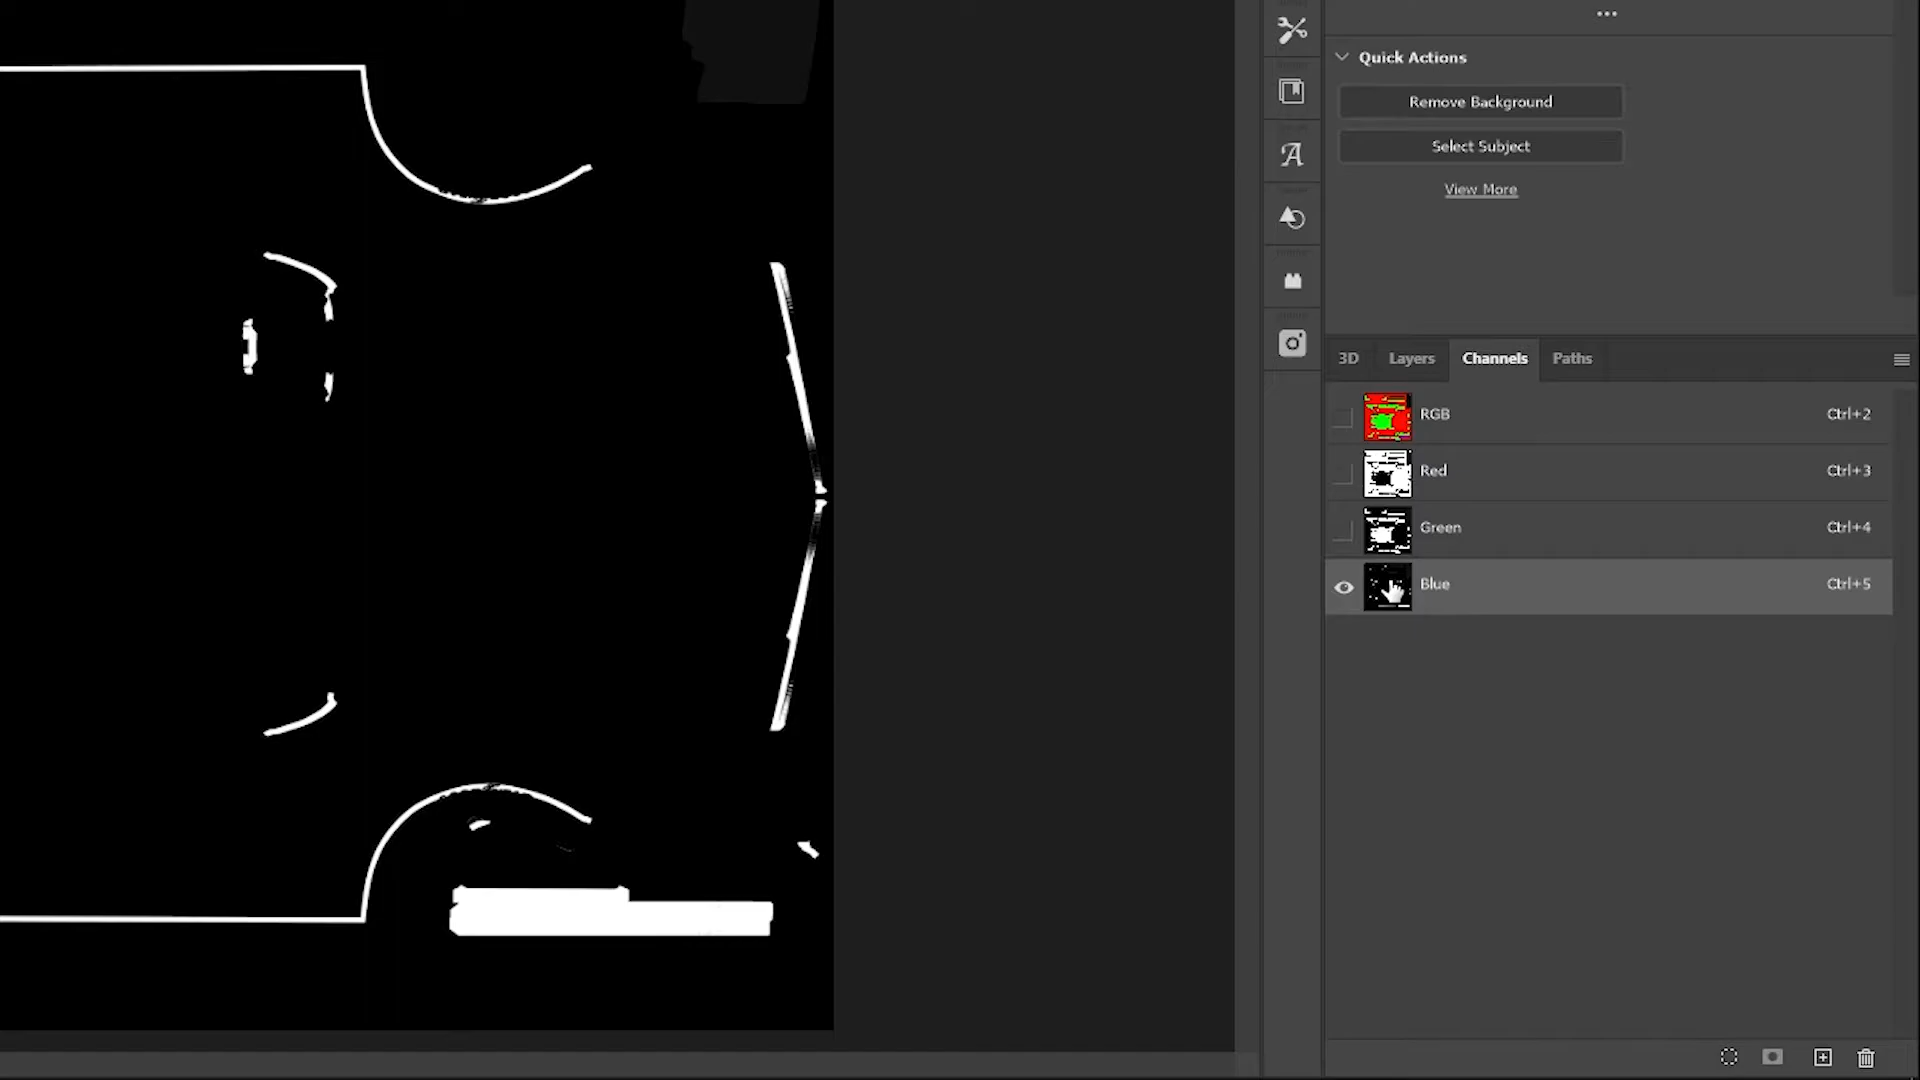 Quick Actions
Remove Background
Select Subject
View More
3D Layers Channels Paths
RGB Ctrl+2
Red Ctrl+3
Green Ctrl+4
Blue Ctrl+5